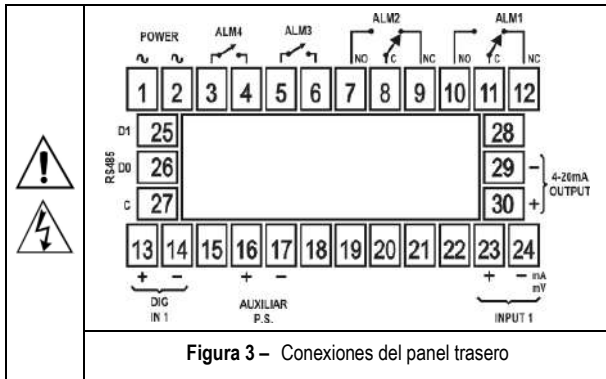 POWER ALM4 ALM3 ALM2 ALM1
NO C NC NO C NC
1 2 3 4 5 6 7 8 9 10 11 12
D1 25 28
RS485 D0 26 29 - 4-20mA OUTPUT
C 27 30 +
13 14 15 16 17 18 19 20 21 22 23 24
+ - + - + - mA
mV
DIG AUXILIAR INPUT 1
IN 1 P.S.
Figura 3 – Conexiones del panel trasero